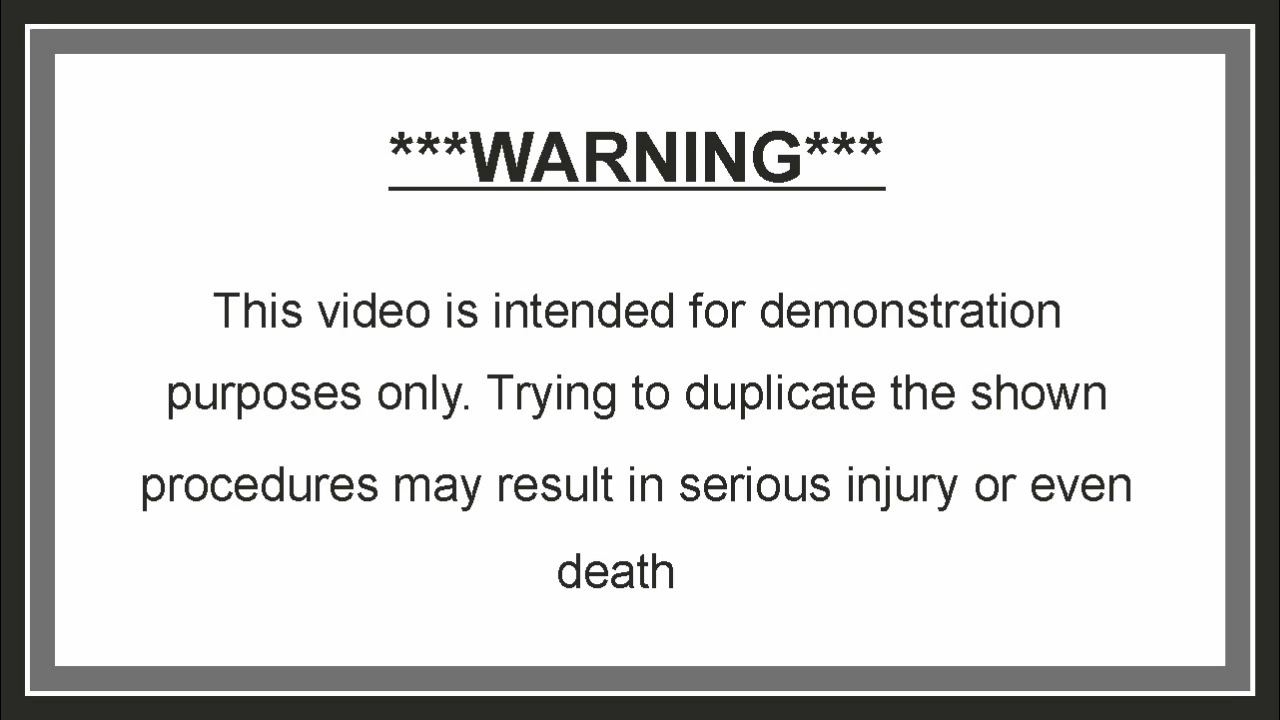 ***WARNING***
This video is intended for demonstration
purposes only. Trying to duplicate the shown
procedures may result in serious injury or even
death